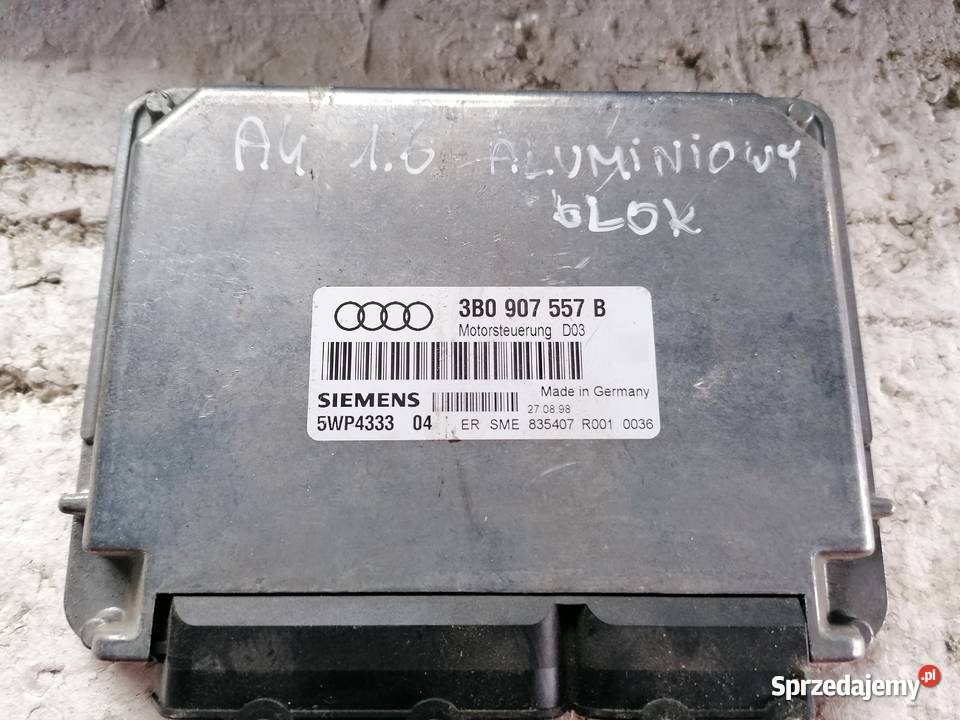 A4 1.6 ALUMINIOWY
BLOK
3B0 907 557 B
Motorsteuerung D03
Made in Germany
SIEMENS
27.08.98
5WP4333 04 ER SME 835407 R001 0036
Sprzedajemy.pl